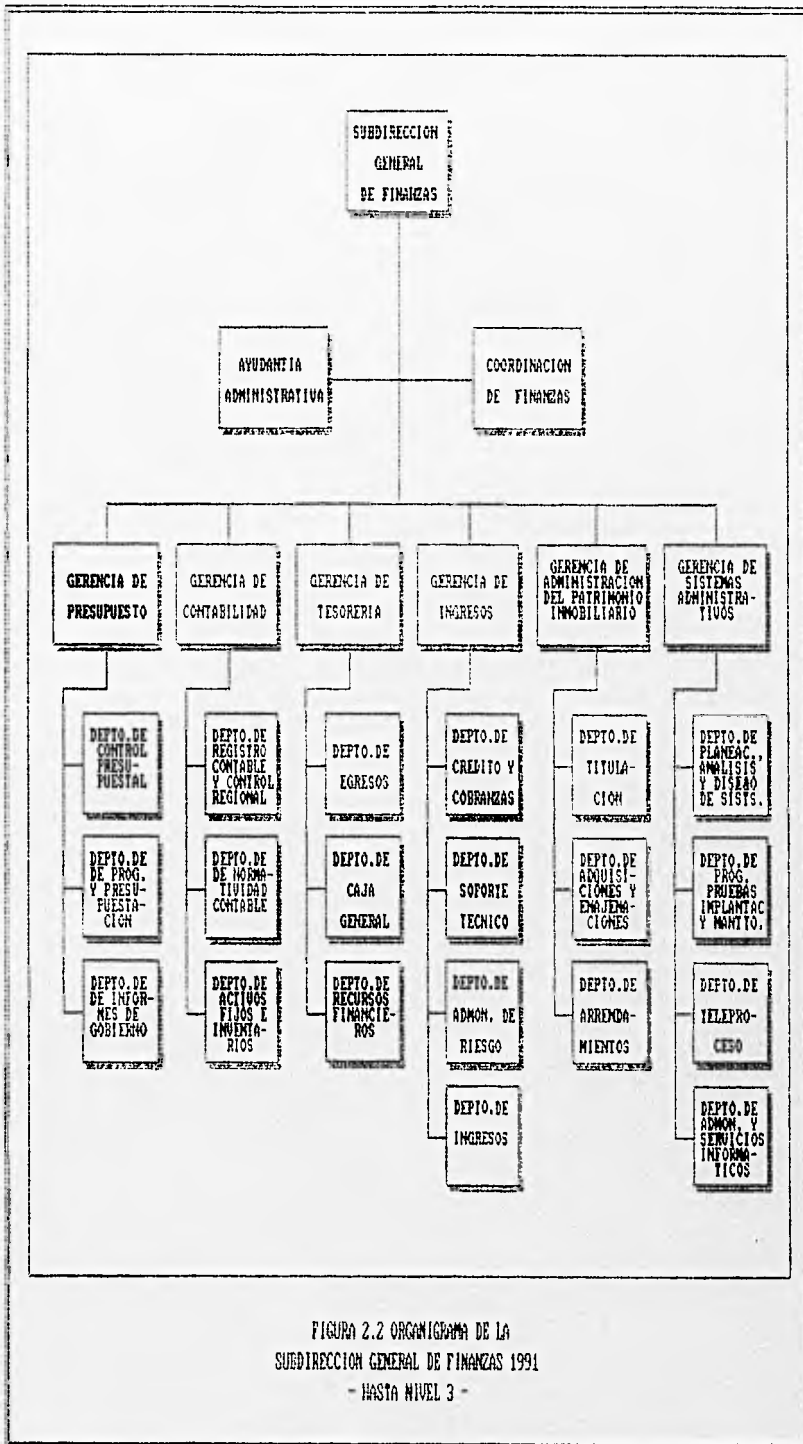 SUBDIRECCION
GENERAL
DE FINANZAS
AYUDANTIA
ADMINISTRATIVA
COORDINACION
DE FINANZAS
GERENCIA DE
PRESUPUESTO
GERENCIA DE
CONTABILIDAD
GERENCIA DE
TESORERIA
GERENCIA DE
INGRESOS
GERENCIA DE
ADMINISTRACION
DEL PATRIMONIO
INMOBILIARIO
GERENCIA DE
SISTEMAS
ADMINISTRA-
TIVOS
DEPTO.DE
CONTROL
PRESU-
PUESTAL
DEPTO.DE
REGISTRO
CONTABLE
Y CONTROL
REGIONAL
DEPTO.DE
EGRESOS
DEPTO.DE
CREDITO Y
COBRANZAS
DEPTO.DE
TITULA-
CION
DEPTO.DE
PLANEAC.,
ANALISIS
Y DISEÑO
DE SISTS.
DEPTO.DE
DE PROG.
Y PRESU-
PUESTA-
CION
DEPTO.DE
DE NORMA-
TIVIDAD
CONTABLE
DEPTO.DE
CAJA
GENERAL
DEPTO.DE
SOPORTE
TECNICO
DEPTO.DE
ADQUISI-
CIONES Y
ENAJENA-
CIONES
DEPTO.DE
PROG.
PRUEBAS
IMPLANTAC
Y MANTTO.
DEPTO.DE
DE INFOR-
MES DE
GOBIERNO
DEPTO.DE
ACTIVOS
FIJOS E
INVENTA-
RIOS
DEPTO.DE
RECURSOS
FINANCIE-
ROS
DEPTO.DE
ADMON. DE
RIESGO
DEPTO.DE
ARRENDA-
MIENTOS
DEPTO.DE
TELEPRO-
CESO
DEPTO.DE
INGRESOS
DEPTO.DE
ADMON. Y
SERVICIOS
INFORMA-
TICOS
FIGURA 2.2 ORGANIGRAMA DE LA
SUBDIRECCION GENERAL DE FINANZAS 1991
- HASTA NIVEL 3 -